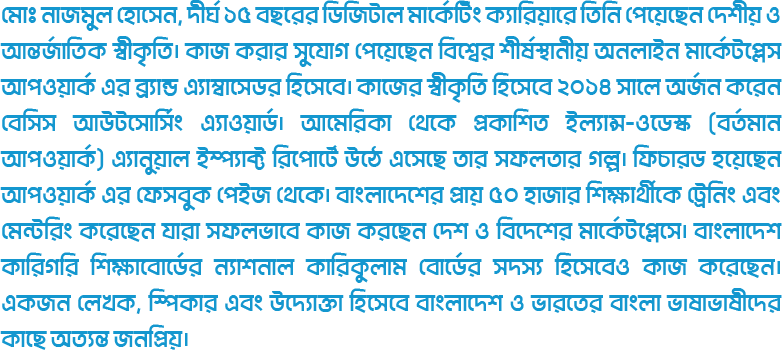 মোঃ নাজমুল হোসেন, দীর্ঘ ১৫ বছরের ডিজিটাল মার্কেটিং ক্যারিয়ারে তিনি পেয়েছেন দেশীয় ও
আন্তর্জাতিক স্বীকৃতি। কাজ করার সুযোগ পেয়েছেন বিশ্বের শীর্ষস্থানীয় অনলাইন মার্কেটপ্লেস
আপওয়ার্ক এর ব্র্যান্ড এ্যাম্বাসেডর হিসেবে। কাজের স্বীকৃতি হিসেবে ২০১৪ সালে অর্জন করেন
বেসিস আউটসোর্সিং এ্যাওয়ার্ড। আমেরিকা থেকে প্রকাশিত ইল্যান্স-ওডেস্ক (বর্তমান
আপওয়ার্ক) এ্যানুয়াল ইম্প্যাক্ট রিপোর্টে উঠে এসেছে তার সফলতার গল্প। ফিচারড হয়েছেন
আপওয়ার্ক এর ফেসবুক পেইজ থেকে। বাংলাদেশের প্রায় ৫০ হাজার শিক্ষার্থীকে ট্রেনিং এবং
মেন্টরিং করেছেন যারা সফলভাবে কাজ করছেন দেশ ও বিদেশের মার্কেটপ্লেসে। বাংলাদেশ
কারিগরি শিক্ষাবোর্ডের ন্যাশনাল কারিকুলাম বোর্ডের সদস্য হিসেবেও কাজ করেছেন।
একজন লেখক, স্পিকার এবং উদ্যোক্তা হিসেবে বাংলাদেশ ও ভারতের বাংলা ভাষাভাষীদের
কাছে অত্যন্ত জনপ্রিয়।